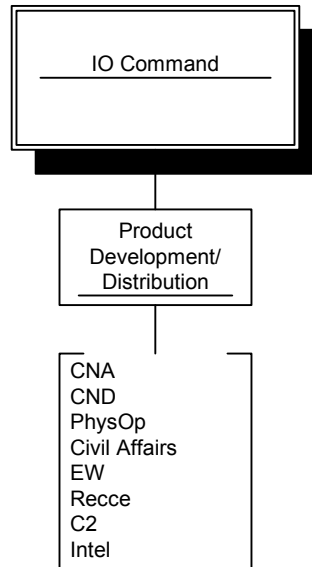 IO Command
Product
Development/
Distribution
CNA
CND
PhysOp
Civil Affairs
EW
Recce
C2
Intel